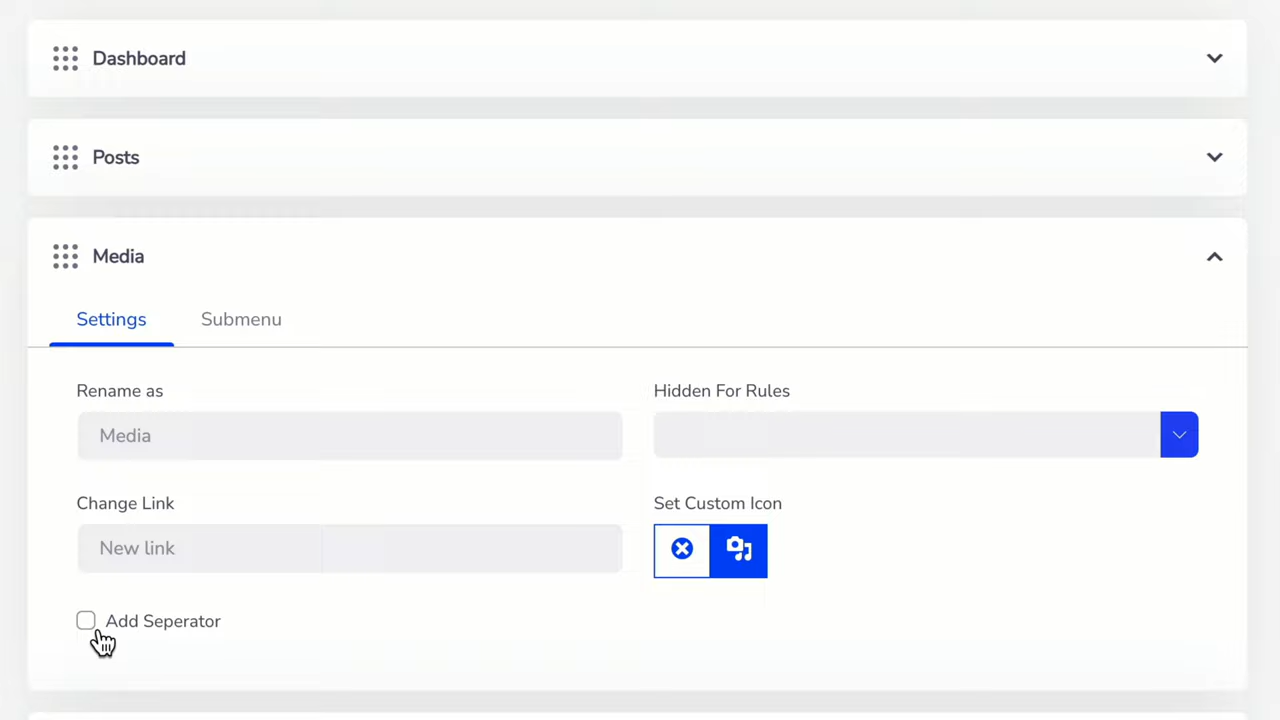 Dashboard
Posts
Media
Settings Submenu
Rename as
Hidden For Rules
Media
Change Link
Set Custom Icon
New link
Add Seperator